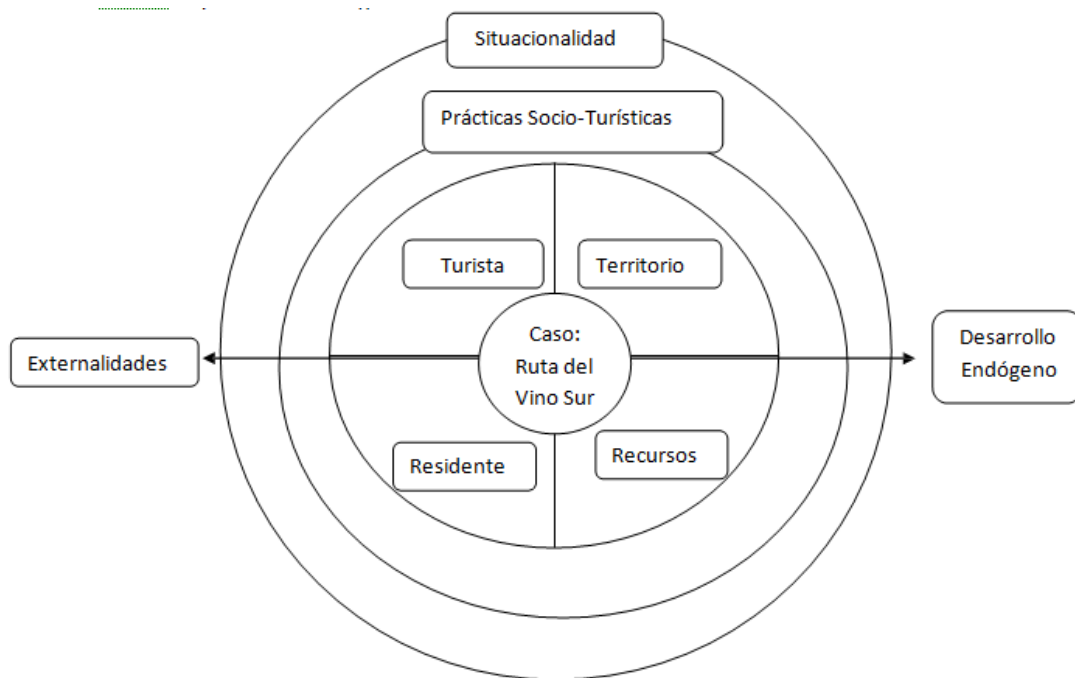 Situacionalidad
Prácticas Socio-Turísticas
Turista
Territorio
Caso:
Ruta del
Vino Sur
Externalidades
Desarrollo
Endógeno
Residente
Recursos